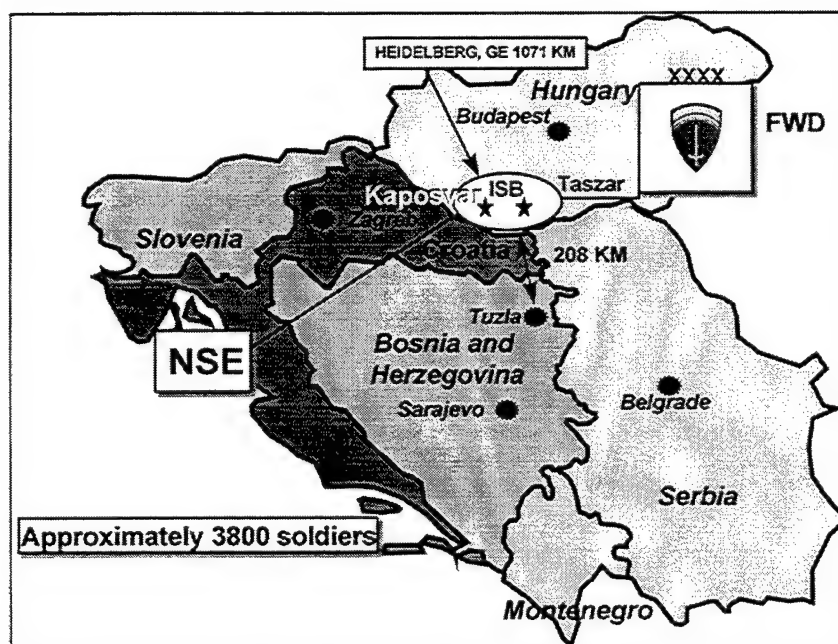 HEIDELBERG, GE 1071 KM
XXXX
Hungary
Budapest
FWD
ISB
Taszar
Kaposvar
Zagreb
Slovenia
Croatia
208 KM
NSE
Tuzla
Bosnia and
Herzegovina
Sarajevo
Belgrade
Serbia
Approximately 3800 soldiers
Montenegro